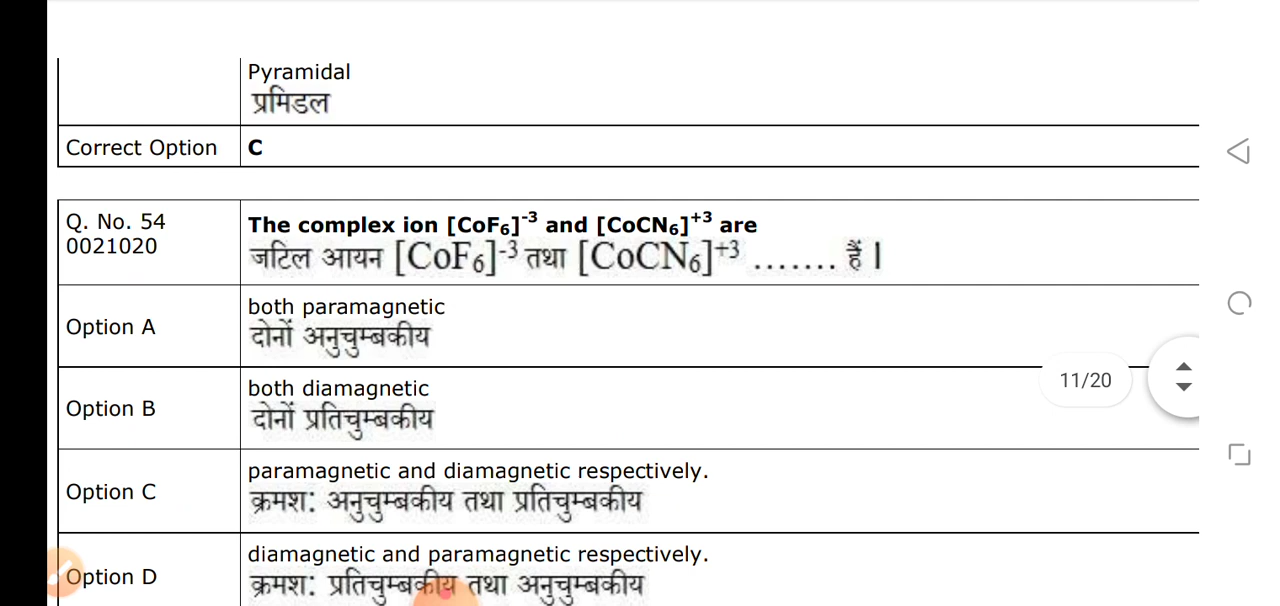 Pyramidal
प्रमिडल
Correct Option C
Q. No. 54
0021020
The complex ion [CoF₆]⁻³ and [CoCN₆]⁺³ are
जटिल आयन [CoF₆]⁻³ तथा [CoCN₆]⁺³ ....... हैं |
Option A
both paramagnetic
दोनों अनुचुम्बकीय
Option B
both diamagnetic
दोनों प्रतिचुम्बकीय
Option C
paramagnetic and diamagnetic respectively.
क्रमश: अनुचुम्बकीय तथा प्रतिचुम्बकीय
Option D
diamagnetic and paramagnetic respectively.
क्रमश: प्रतिचुम्बकीय तथा अनुचुम्बकीय
11/20